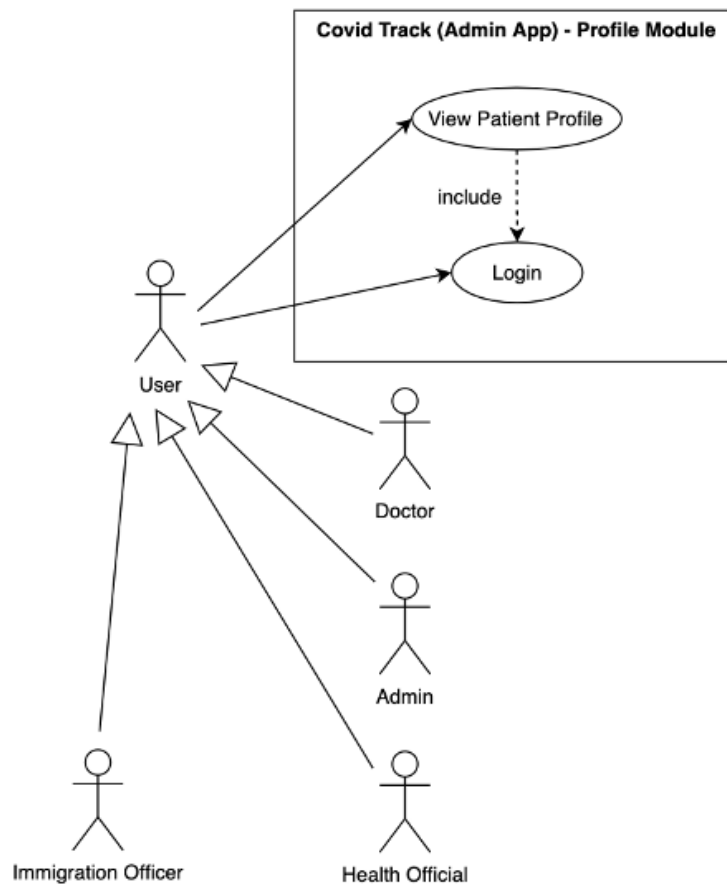 Covid Track (Admin App) - Profile Module
View Patient Profile
include
Login
User
Doctor
Admin
Immigration Officer
Health Official